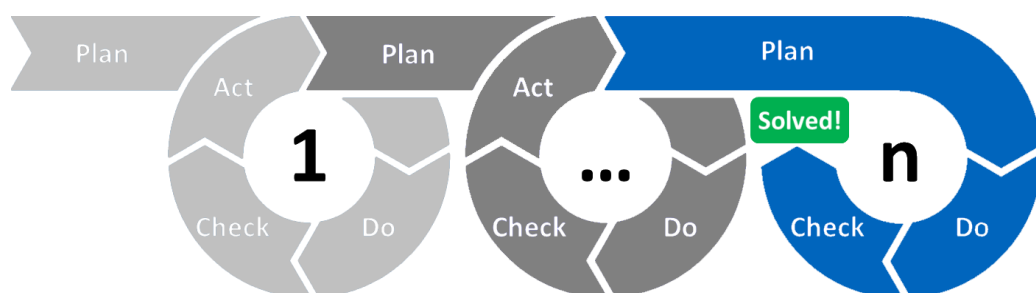 Plan
Plan
Plan
Act
Act
Solved!
1
...
n
Check
Do
Check
Do
Check
Do